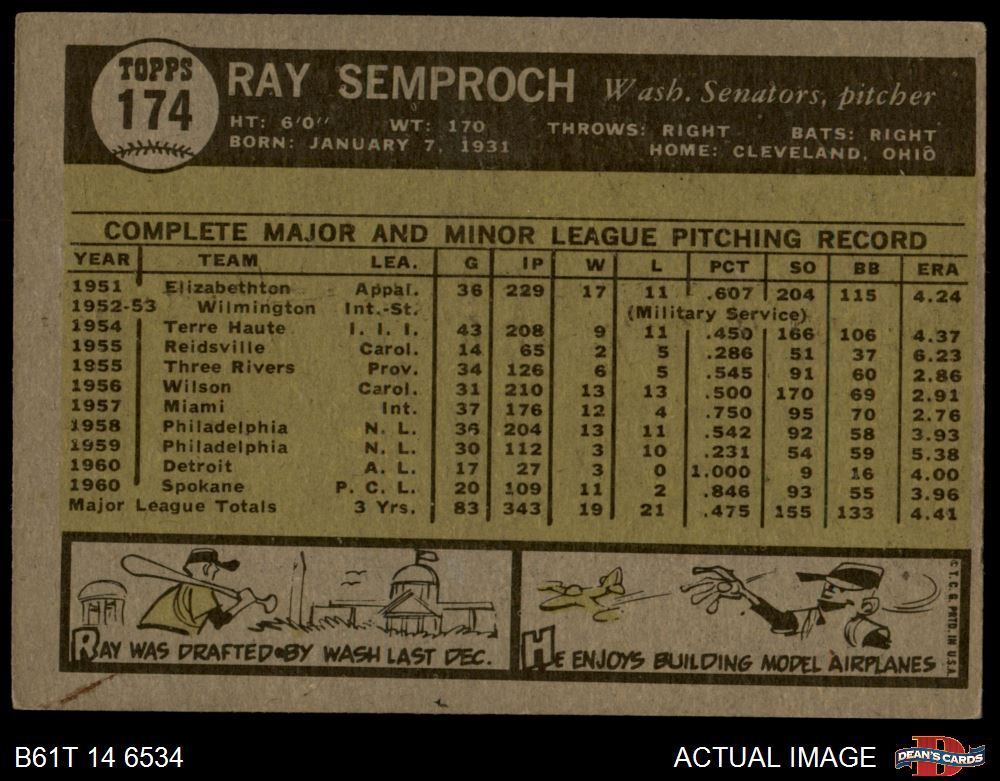 TOPPS
174
RAY SEMPROCH Wash. Senators, pitcher
HT: 6'0" WT: 170 THROWS: RIGHT BATS: RIGHT
BORN: JANUARY 7, 1931 HOME: CLEVELAND, OHIO
COMPLETE MAJOR AND MINOR LEAGUE PITCHING RECORD
YEAR TEAM LEA. G IP W L PCT SO BB ERA
1951 Elizabethton Appal. 36 229 17 11 .607 204 115 4.24
1952-53 Wilmington Int.-St. (Military Service)
1954 Terre Haute I. I. I. 43 208 9 11 .450 166 106 4.37
1955 Reidsville Carol. 14 65 2 5 .286 51 37 6.23
1955 Three Rivers Prov. 34 126 6 5 .545 91 60 2.86
1956 Wilson Carol. 31 210 13 13 .500 170 69 2.91
1957 Miami Int. 37 176 12 4 .750 95 70 2.76
1958 Philadelphia N. L. 36 204 13 11 .542 92 58 3.93
1959 Philadelphia N. L. 30 112 3 10 .231 54 59 5.38
1960 Detroit A. L. 17 27 3 0 1.000 9 16 4.00
1960 Spokane P. C. L. 20 109 11 2 .846 93 55 3.96
Major League Totals 3 Yrs. 83 343 19 21 .475 155 133 4.41
RAY WAS DRAFTED BY WASH LAST DEC.
HE ENJOYS BUILDING MODEL AIRPLANES
© T. C. G. PRTD. IN U.S.A.
B61T 14 6534
ACTUAL IMAGE
D
DEAN'S CARDS